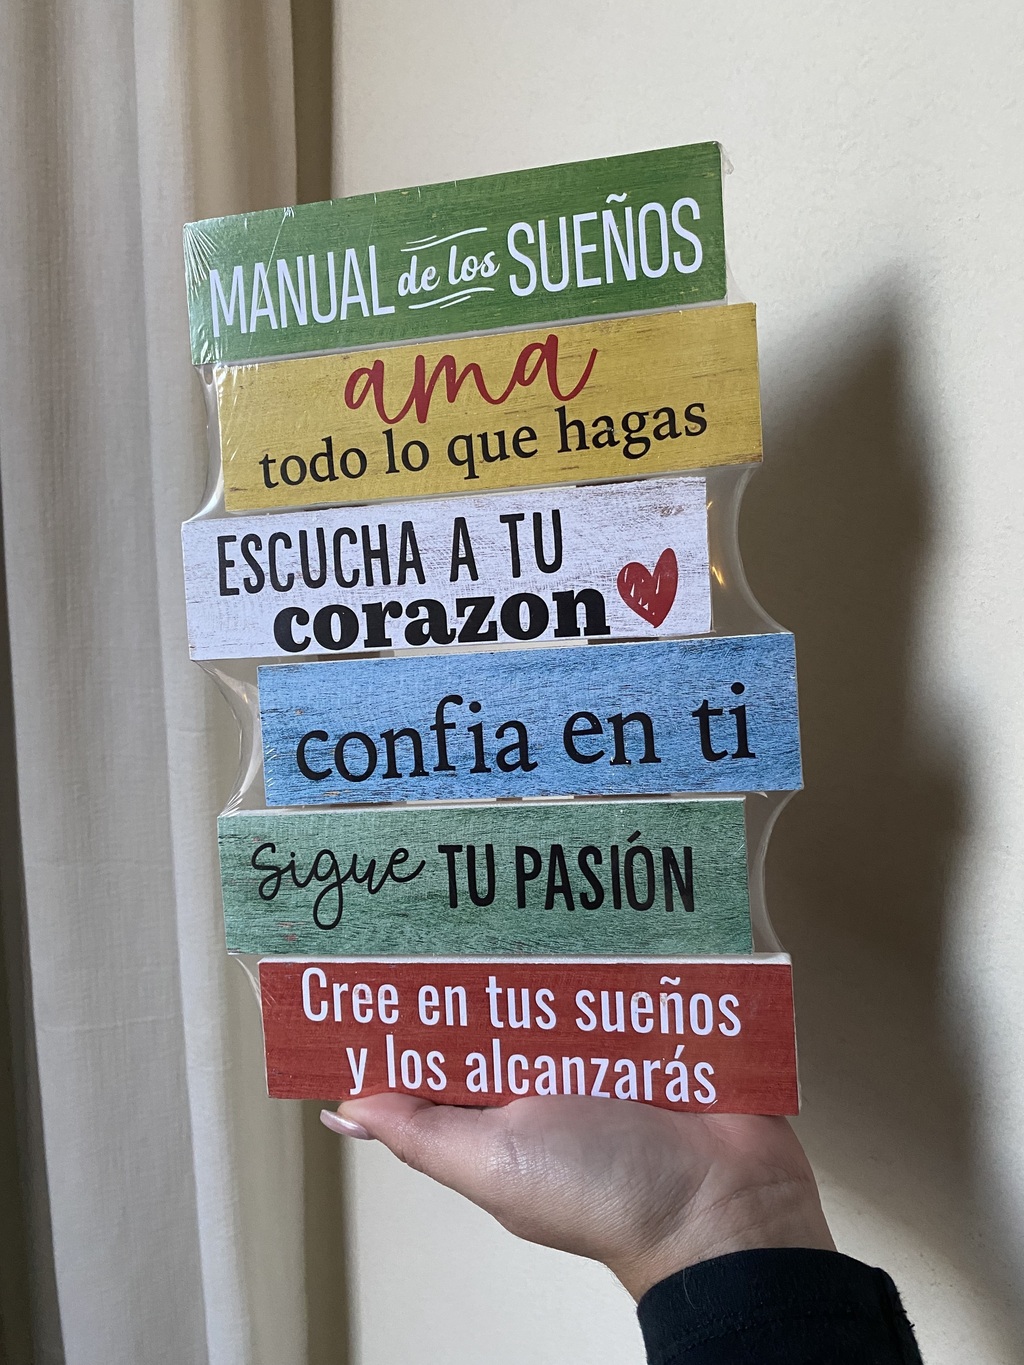 MANUAL de los SUEÑOS
ama
todo lo que hagas
ESCUCHA A TU
corazon
confia en ti
sigue TU PASIÓN
Cree en tus sueños
y los alcanzarás